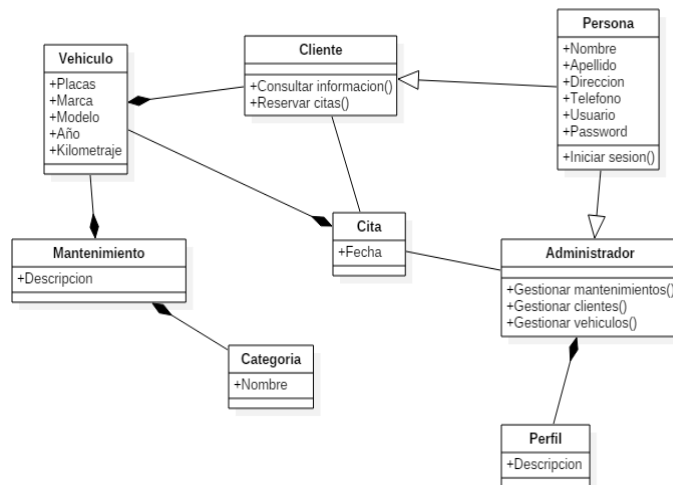 Persona
+Nombre
+Apellido
+Direccion
+Telefono
+Usuario
+Password
+Iniciar sesion()
Cliente
+Consultar informacion()
+Reservar citas()
Vehiculo
+Placas
+Marca
+Modelo
+Año
+Kilometraje
Cita
+Fecha
Mantenimiento
+Descripcion
Administrador
+Gestionar mantenimientos()
+Gestionar clientes()
+Gestionar vehiculos()
Categoria
+Nombre
Perfil
+Descripcion